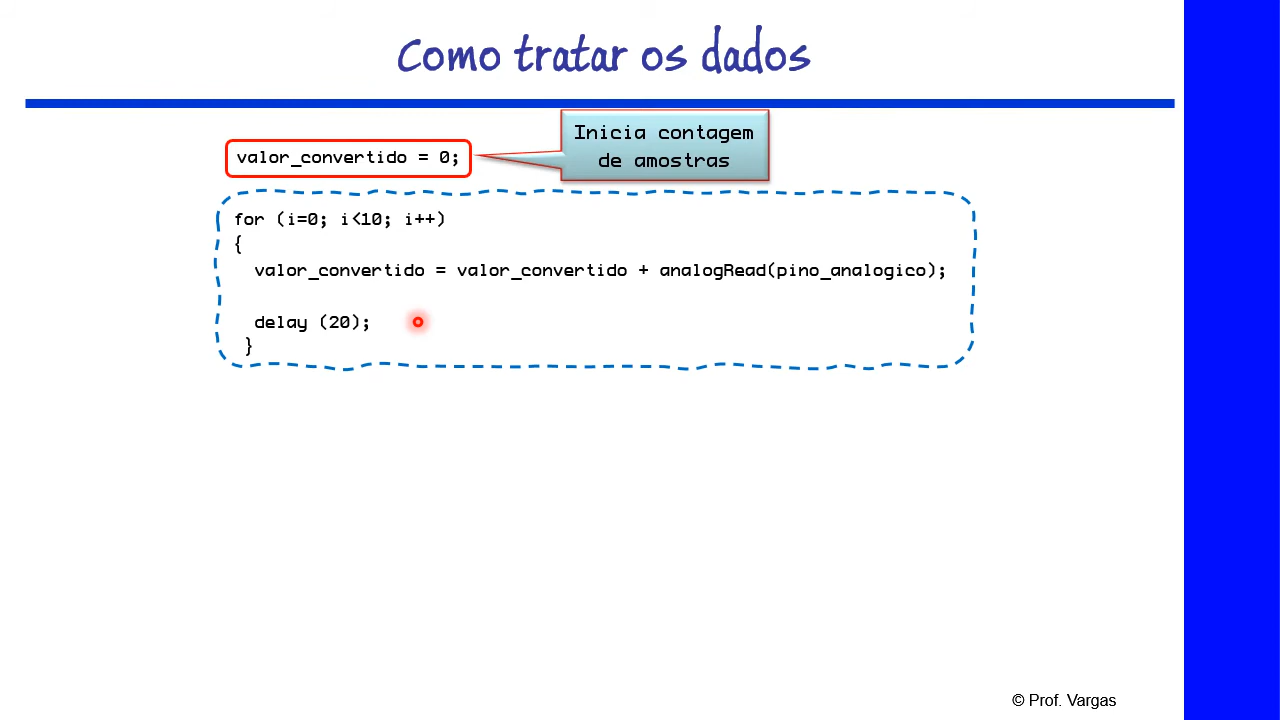 Como tratar os dados
valor_convertido = 0;
Inicia contagem
de amostras
for (i=0; i<10; i++)
{
valor_convertido = valor_convertido + analogRead(pino_analogico);
delay (20);
}
© Prof. Vargas